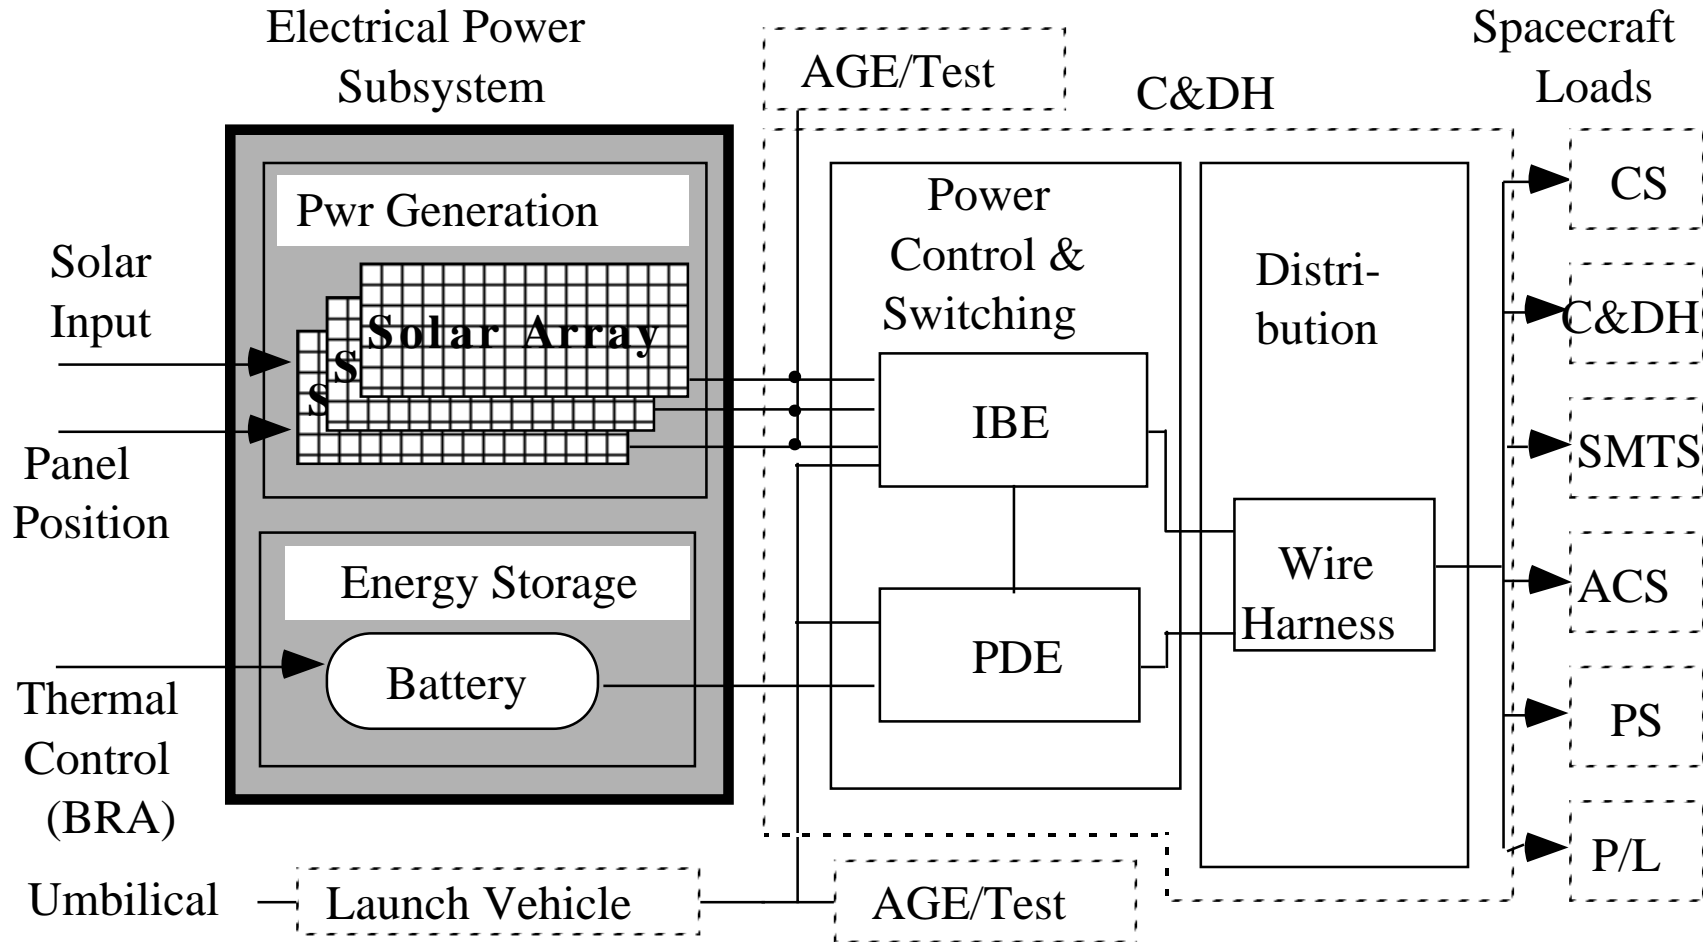 Electrical Power
Subsystem
AGE/Test
C&DH
Spacecraft
Loads
Pwr Generation
Solar Array
S
S
Solar
Input
Panel
Position
Energy Storage
Battery
Thermal
Control
(BRA)
Umbilical
Launch Vehicle
AGE/Test
Power
Control &
Switching
IBE
PDE
Distri-
bution
Wire
Harness
CS
C&DH
SMTS
ACS
PS
P/L